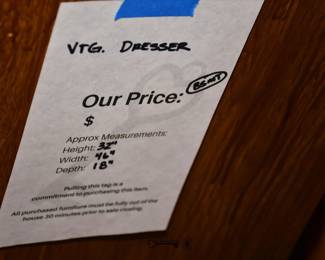 VTG. DRESSER
BSMT
Our Price:
$
Approx Measurements:
Height: 32"
Width: 46"
Depth: 18"
Pulling this tag is a
commitment to purchasing this item.
All purchased furniture must be fully out of the
house 30 minutes prior to sale closing.